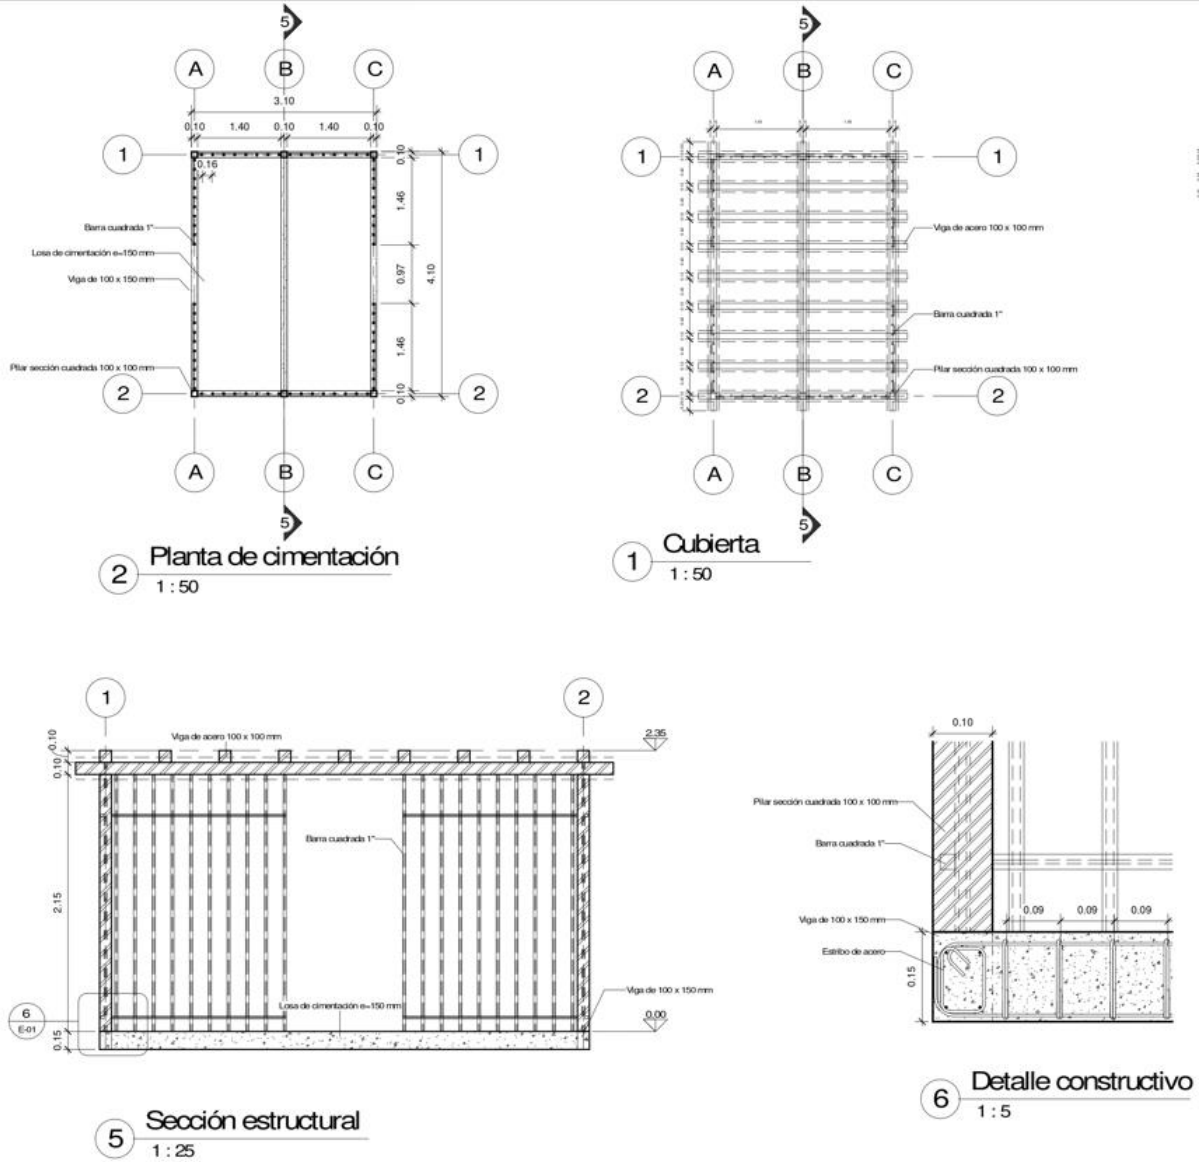 5
A
B
C
3.10
0.10
1.40
0.10
1.40
0.10
1
1
0.16
0.10
1.46
0.97
4.10
1.46
0.10
Barra cuadrada 1"
Losa de cimentación e=150 mm
Viga de 100 x 150 mm
Pilar sección cuadrada 100 x 100 mm
2
2
A
B
C
5
2
Planta de cimentación
1 : 50
5
A
B
C
1
1
Viga de acero 100 x 100 mm
Barra cuadrada 1"
Pilar sección cuadrada 100 x 100 mm
2
2
A
B
C
5
1
Cubierta
1 : 50
1
2
Viga de acero 100 x 100 mm
2.35
0.10
0.10
Barra cuadrada 1"
2.15
Losa de cimentación e=150 mm
Viga de 100 x 150 mm
0.00
6
E-01
0.15
5
Sección estructural
1 : 25
0.10
Pilar sección cuadrada 100 x 100 mm
Barra cuadrada 1"
Viga de 100 x 150 mm
0.09
0.09
0.09
Estribo de acero
0.15
6
Detalle constructivo
1 : 5